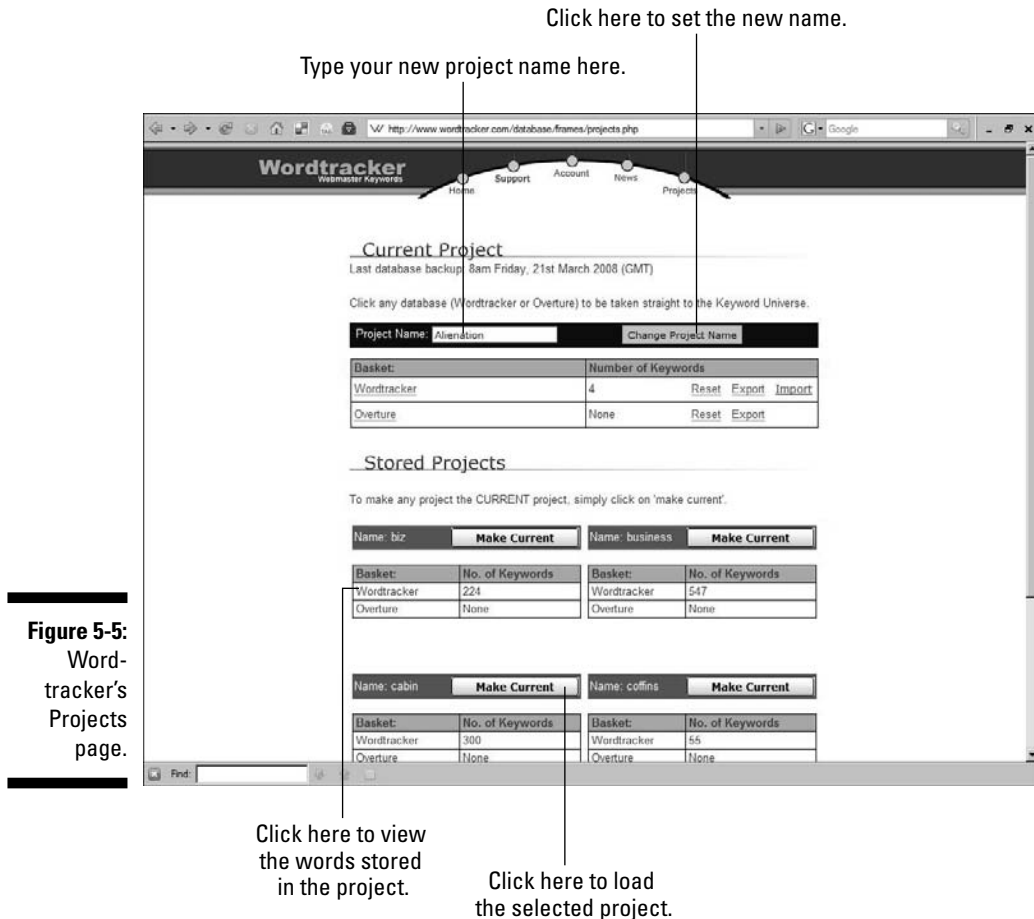 Click here to set the new name.
Type your new project name here.
http://www.wordtracker.com/database/frames/projects.php
Google
Wordtracker
Webmaster Keywords
Home
Support
Account
News
Projects
Current Project
Last database backup: 8am Friday, 21st March 2008 (GMT)
Click any database (Wordtracker or Overture) to be taken straight to the Keyword Universe.
Project Name: Alienation Change Project Name
Basket: Number of Keywords
Wordtracker 4 Reset Export Import
Overture None Reset Export
Stored Projects
To make any project the CURRENT project, simply click on 'make current'.
Name: biz Make Current Name: business Make Current
Basket: No. of Keywords Basket: No. of Keywords
Wordtracker 224 Wordtracker 547
Overture None Overture None
Name: cabin Make Current Name: coffins Make Current
Basket: No. of Keywords Basket: No. of Keywords
Wordtracker 300 Wordtracker 55
Overture None Overture None
Find:
Figure 5-5:
Word-
tracker's
Projects
page.
Click here to view
the words stored
in the project.
Click here to load
the selected project.